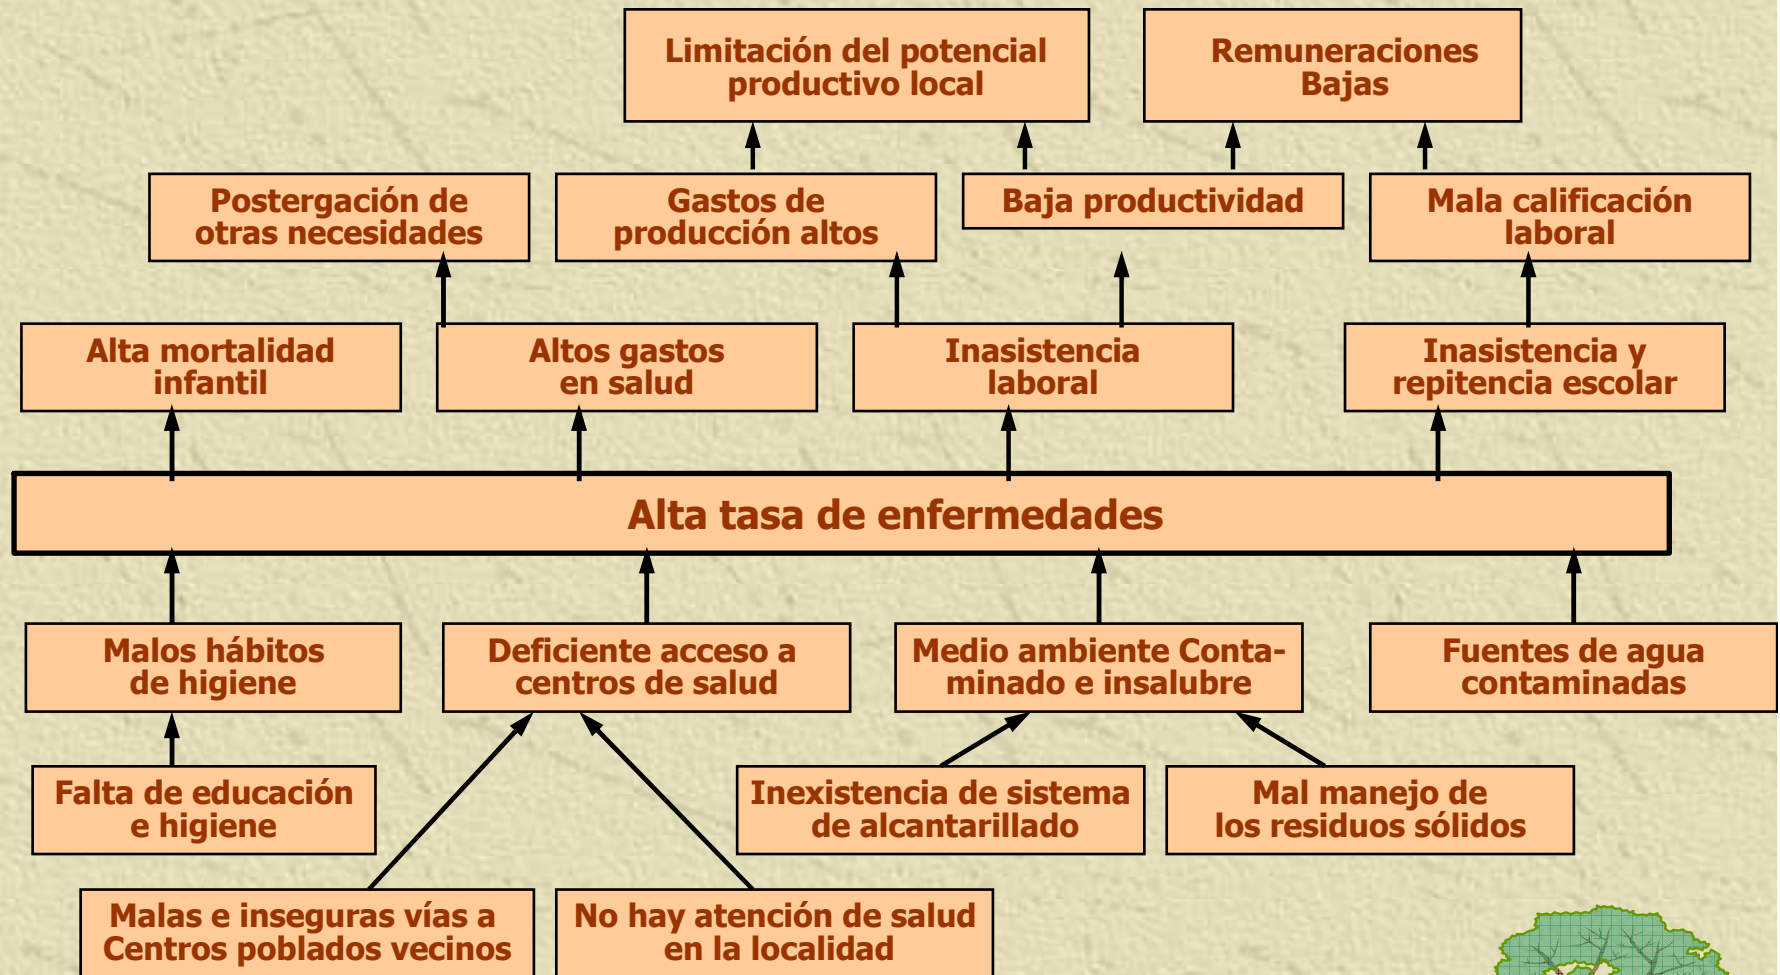 Limitación del potencial
productivo local
Remuneraciones
Bajas
Postergación de
otras necesidades
Gastos de
producción altos
Baja productividad
Mala calificación
laboral
Alta mortalidad
infantil
Altos gastos
en salud
Inasistencia
laboral
Inasistencia y
repitencia escolar
Alta tasa de enfermedades
Malos hábitos
de higiene
Deficiente acceso a
centros de salud
Medio ambiente Conta-
minado e insalubre
Fuentes de agua
contaminadas
Falta de educación
e higiene
Inexistencia de sistema
de alcantarillado
Mal manejo de
los residuos sólidos
Malas e inseguras vías a
Centros poblados vecinos
No hay atención de salud
en la localidad